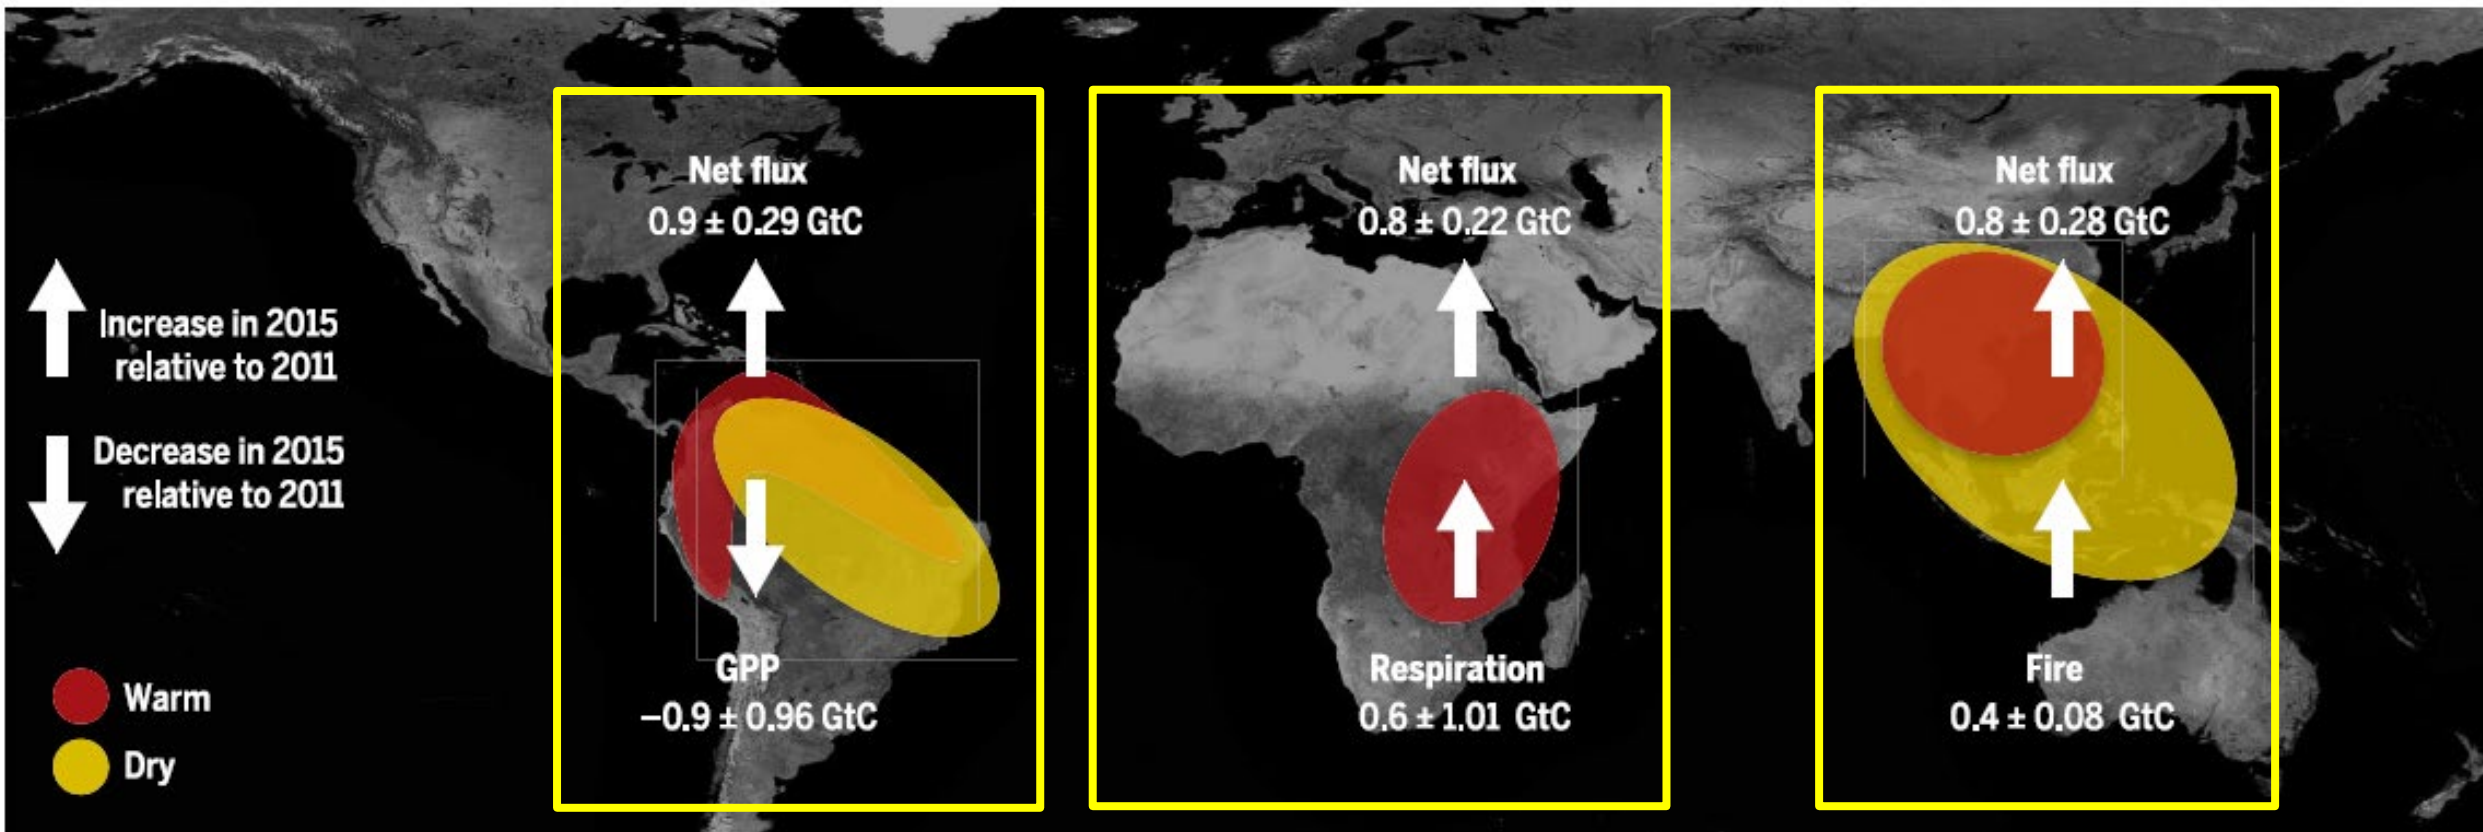 Net flux
0.9 ± 0.29 GtC
Net flux
0.8 ± 0.22 GtC
Net flux
0.8 ± 0.28 GtC
Increase in 2015
relative to 2011
Decrease in 2015
relative to 2011
Warm
Dry
GPP
−0.9 ± 0.96 GtC
Respiration
0.6 ± 1.01 GtC
Fire
0.4 ± 0.08 GtC